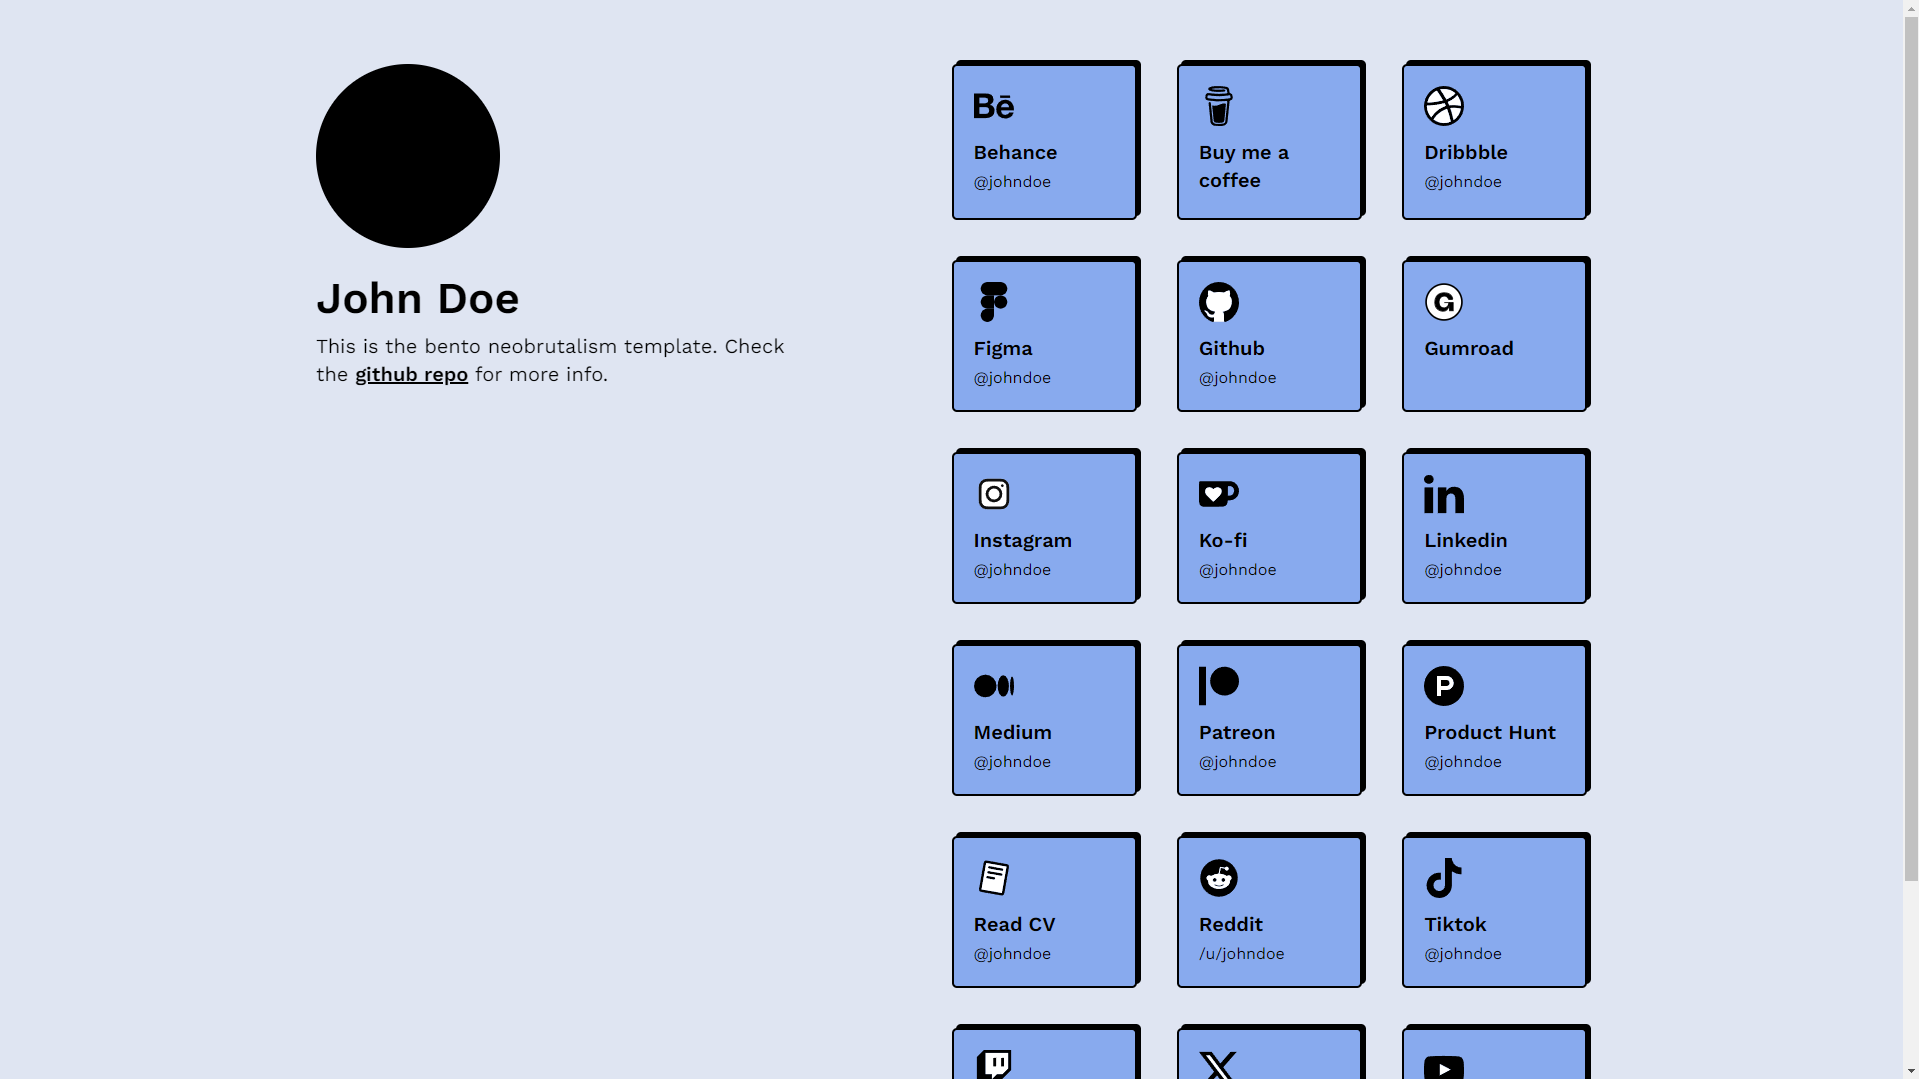 John Doe
This is the bento neobrutalism template. Check
the github repo for more info.
Bē
Behance
@johndoe
Buy me a
coffee
Dribbble
@johndoe
Figma
@johndoe
Github
@johndoe
G
Gumroad
Instagram
@johndoe
Ko-fi
@johndoe
in
Linkedin
@johndoe
Medium
@johndoe
Patreon
@johndoe
P
Product Hunt
@johndoe
Read CV
@johndoe
Reddit
/u/johndoe
Tiktok
@johndoe